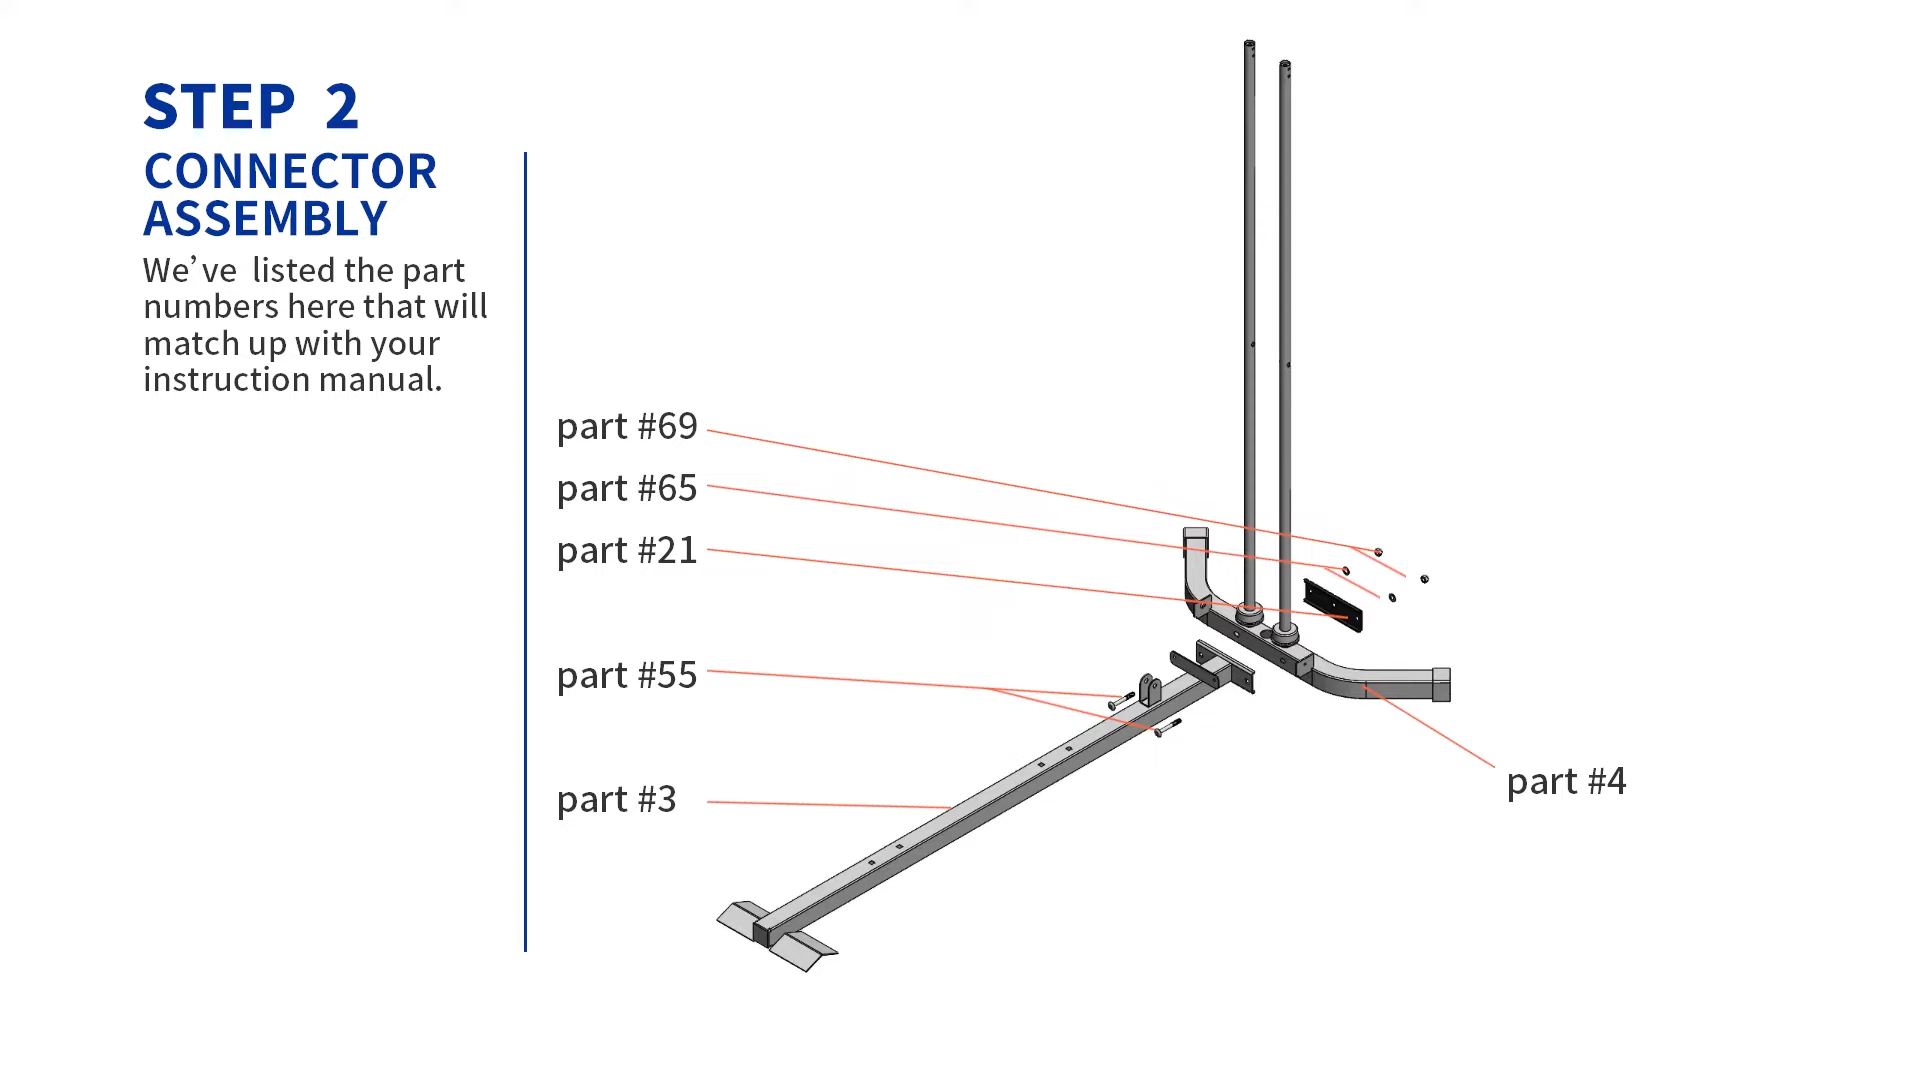 STEP 2
CONNECTOR
ASSEMBLY
We’ve listed the part
numbers here that will
match up with your
instruction manual.
part #69
part #65
part #21
part #55
part #3
part #4